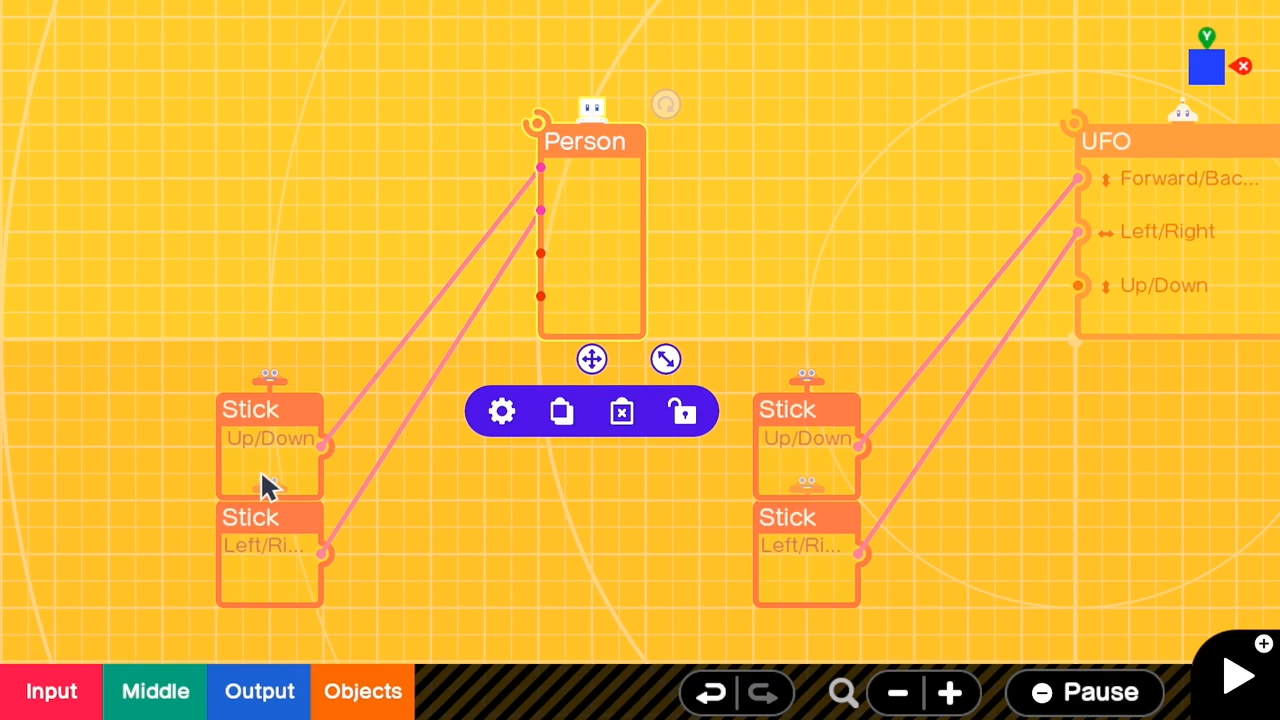 Y
Person
UFO
Forward/Bac...
Left/Right
Up/Down
Stick
Up/Down
Stick
Left/Ri...
Stick
Up/Down
Stick
Left/Ri...
Input
Middle
Output
Objects
Pause